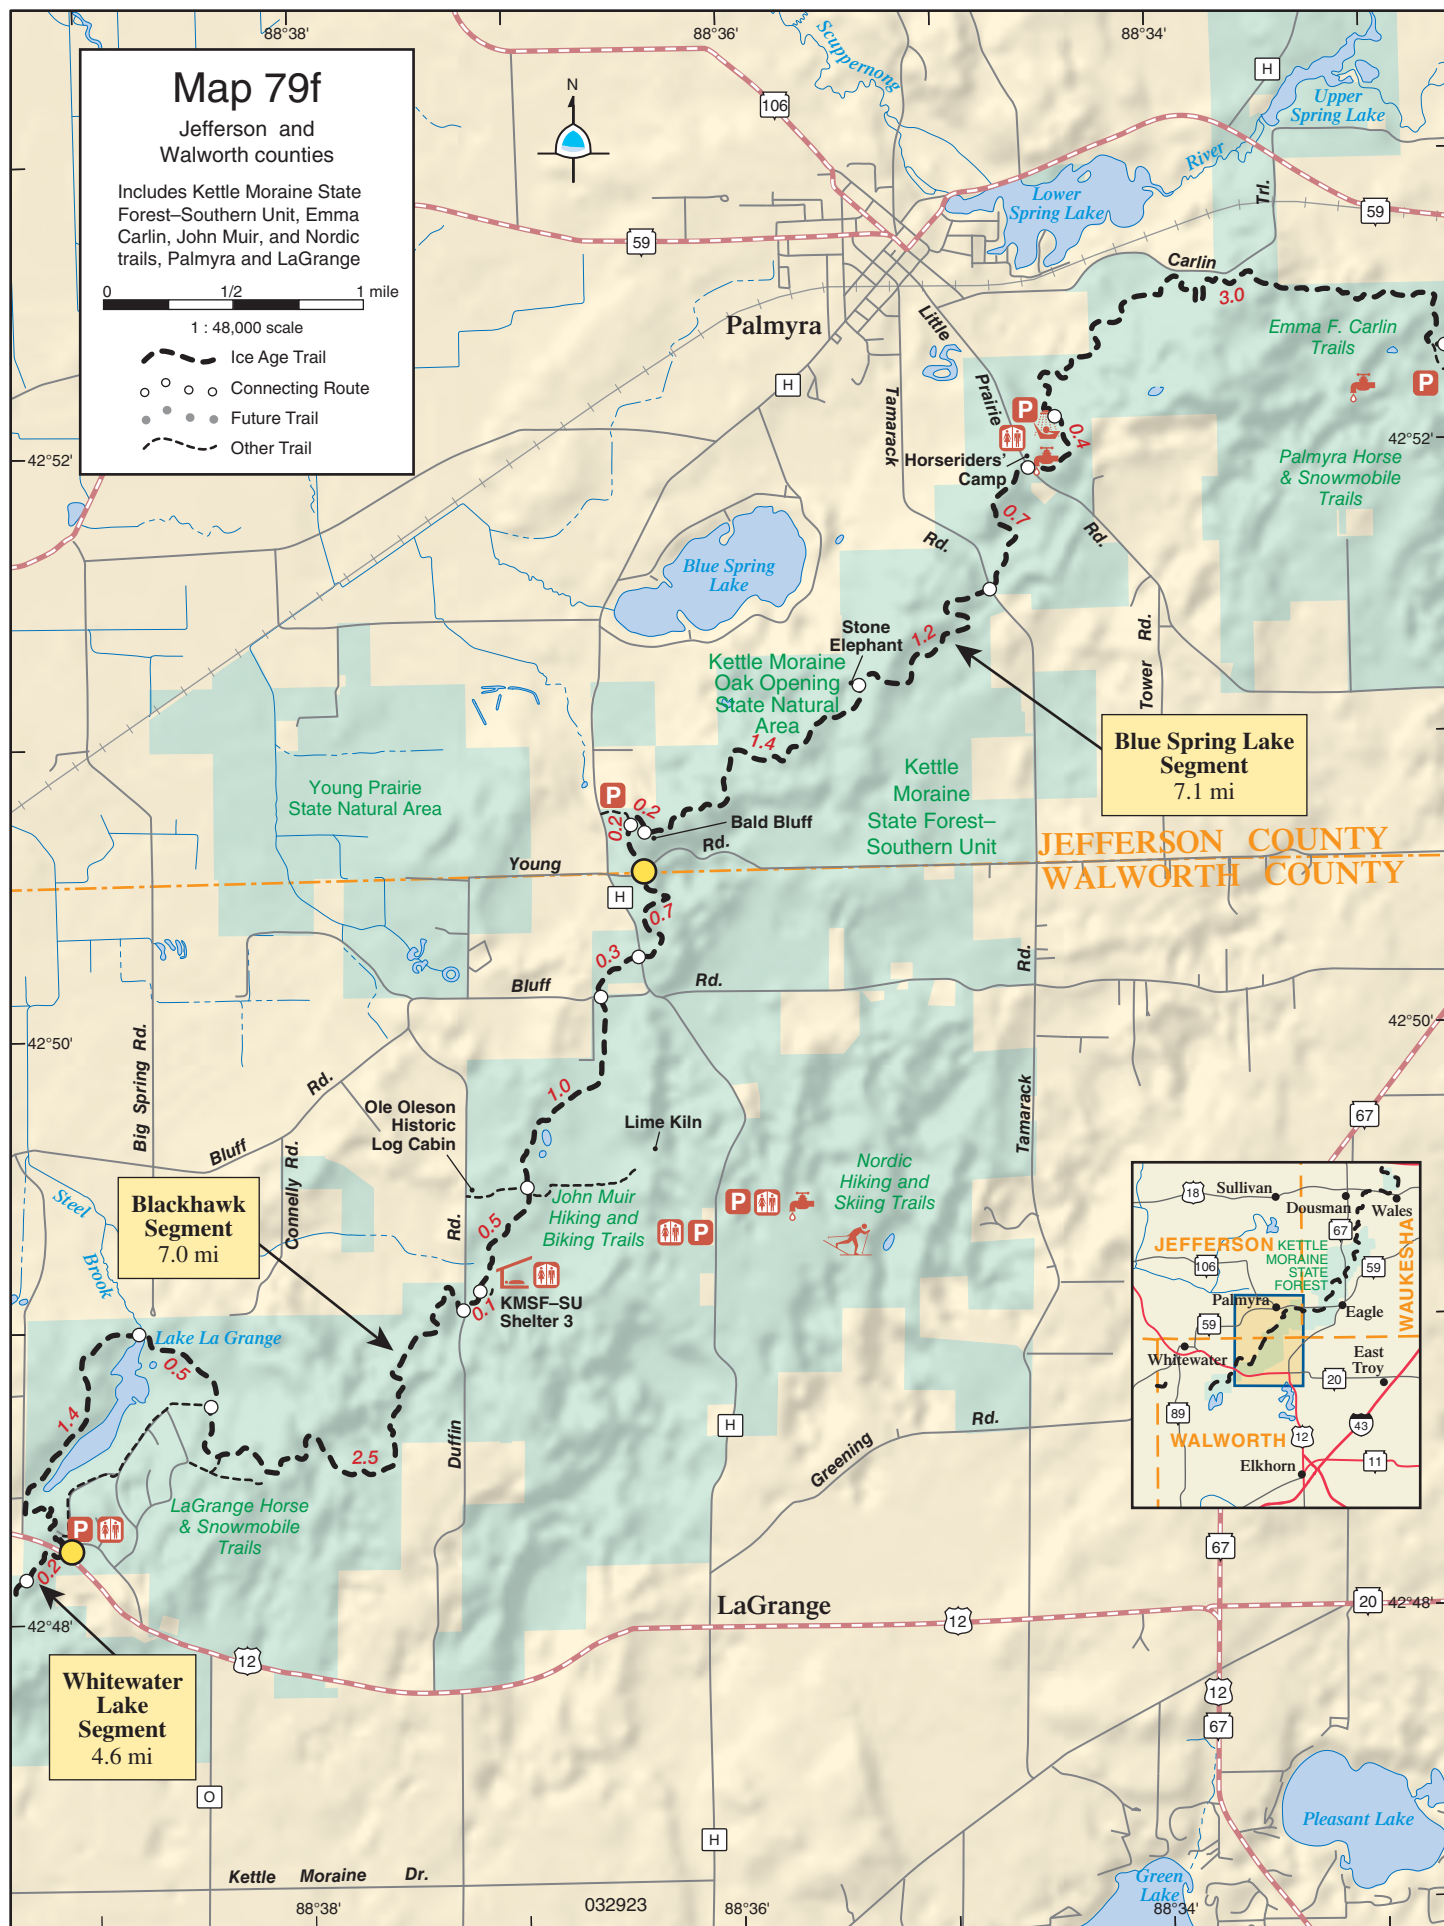 88°38'
88°36'
88°34'
Map 79f
Jefferson and
Walworth counties
Includes Kettle Moraine State
Forest–Southern Unit, Emma
Carlin, John Muir, and Nordic
trails, Palmyra and LaGrange
0 1/2 1 mile
1 : 48,000 scale
Ice Age Trail
Connecting Route
Future Trail
Other Trail
N
Scuppernong
River
106
H
Upper
Spring Lake
Lower
Spring Lake
59
59
Trl.
Carlin
3.0
Palmyra
Little
Prairie
Rd.
Emma F. Carlin
Trails
P
H
Tamarack
Rd.
P
0.4
42°52'
42°52'
Horseriders'
Camp
Palmyra Horse
& Snowmobile
Trails
0.7
Blue Spring
Lake
Stone
Elephant
1.2
Tower Rd.
Kettle Moraine
Oak Opening
State Natural
Area
1.4
Blue Spring Lake
Segment
7.1 mi
Kettle
Moraine
State Forest–
Southern Unit
Young Prairie
State Natural Area
P
0.2
0.2
Bald Bluff
Young
Rd.
JEFFERSON COUNTY
WALWORTH COUNTY
H
0.7
0.3
Bluff
Rd.
Rd.
Tamarack
42°50'
42°50'
Big Spring Rd.
Rd.
Bluff
Connelly Rd.
1.0
Ole Oleson
Historic
Log Cabin
Lime Kiln
67
Nordic
Hiking and
Skiing Trails
P
John Muir
Hiking and
Biking Trails
P
Steel
Brook
Blackhawk
Segment
7.0 mi
Rd.
Duffin
0.5
KMSF–SU
Shelter 3
0.1
Lake La Grange
0.5
1.4
2.5
H
Greening
Rd.
LaGrange Horse
& Snowmobile
Trails
P
0.2
18
Sullivan
Dousman
Wales
67
JEFFERSON
KETTLE
MORAINE
STATE
FOREST
106
59
WAUKESHA
Palmyra
Eagle
59
Whitewater
East
Troy
20
89
WALWORTH
12
43
11
Elkhorn
67
LaGrange
12
20
42°48'
42°48'
12
Whitewater
Lake
Segment
4.6 mi
12
67
O
H
Pleasant Lake
Green
Lake
Kettle Moraine Dr.
88°38'
032923
88°36'
88°34'